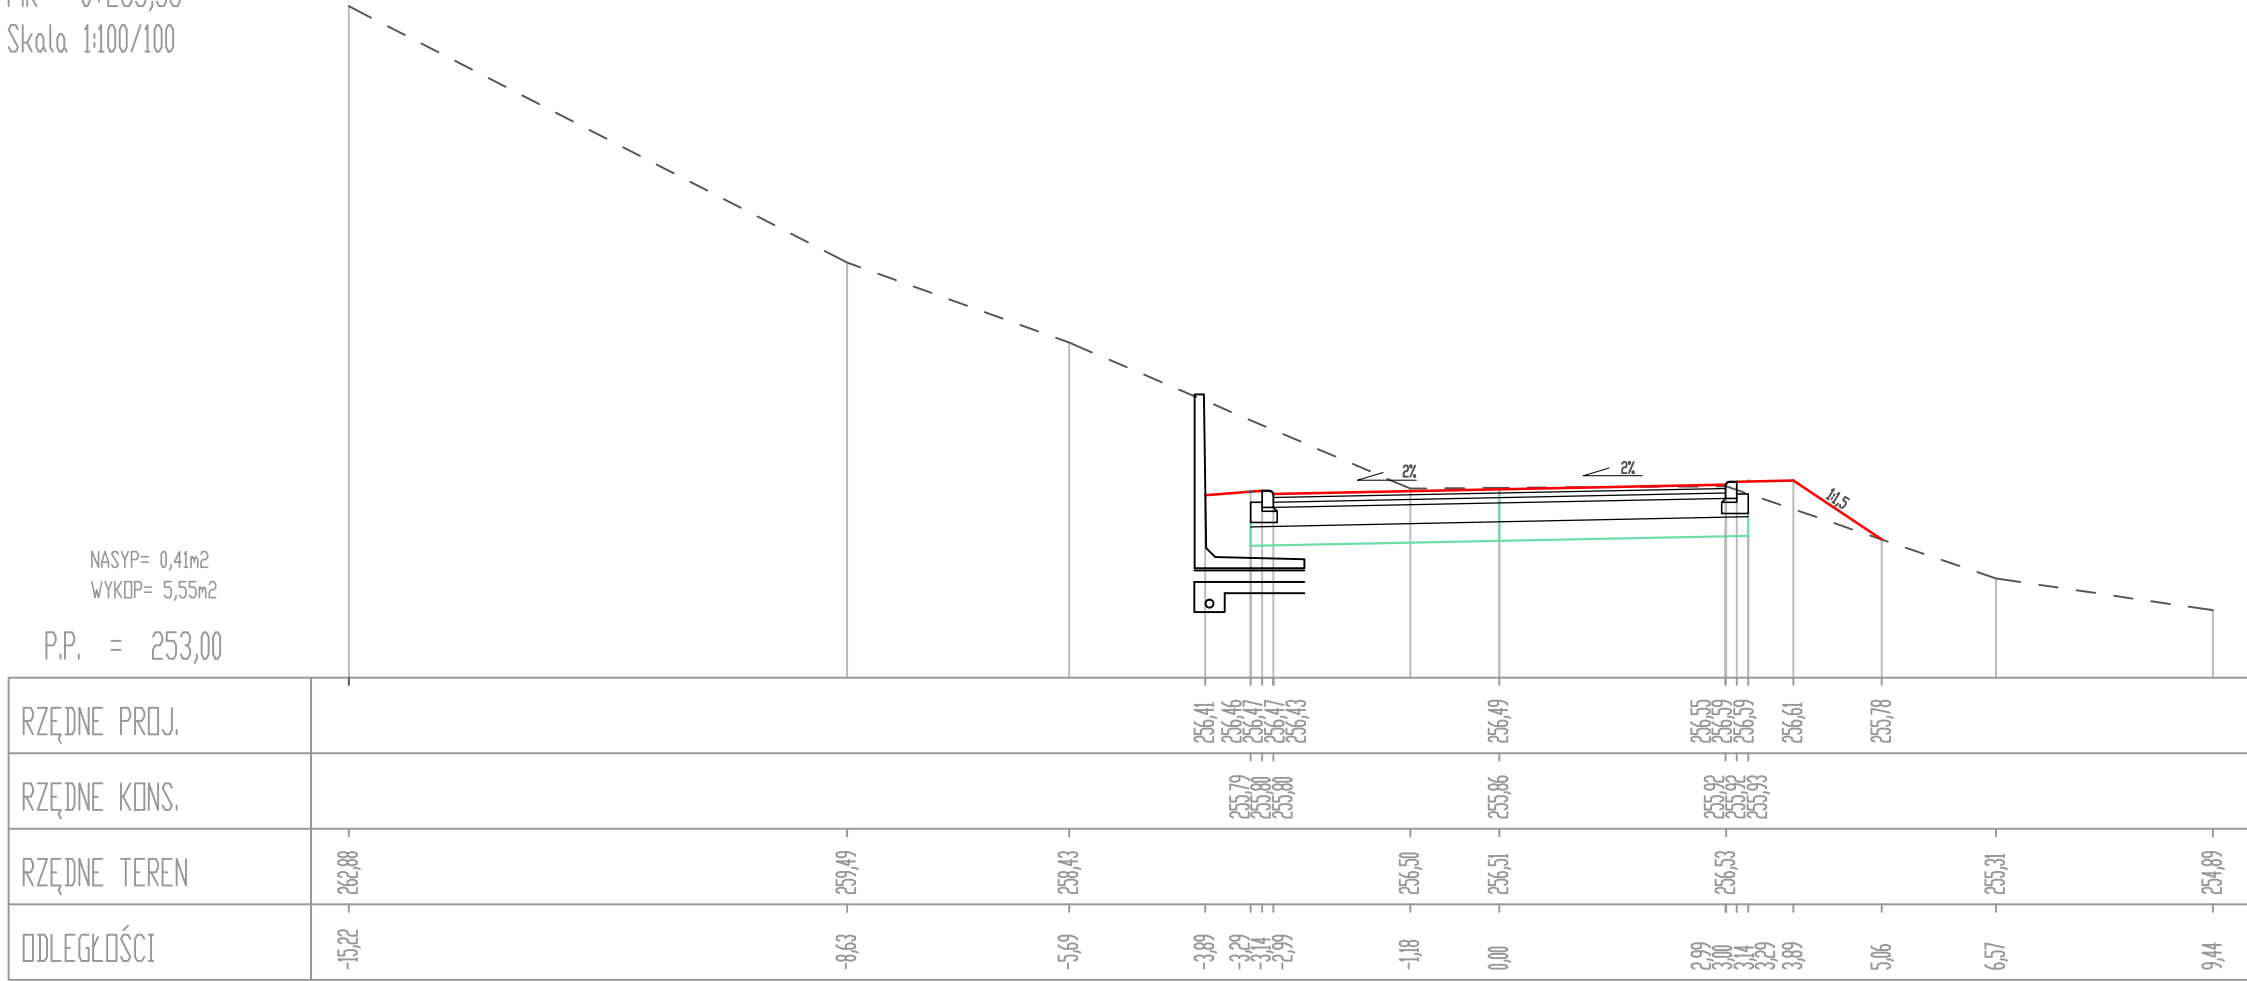 Skala 1:100/100
2%
2%
1:1,5
NASYP= 0,41m2
WYKOP= 5,55m2
P.P. = 253,00
RZĘDNE PROJ. 256,41 256,46 256,47 256,47 256,43 256,49 256,55 256,59 256,59 256,61 255,78
RZĘDNE KONS. 255,79 255,80 255,80 255,86 255,92 255,92 255,93
RZĘDNE TEREN 262,88 259,49 258,43 256,50 256,51 256,53 255,31 254,89
ODLEGŁOŚCI -15,22 -8,63 -5,69 -3,89 -3,29 -3,14 -2,99 -1,18 0,00 2,99 3,00 3,14 3,29 3,89 5,06 6,57 9,44